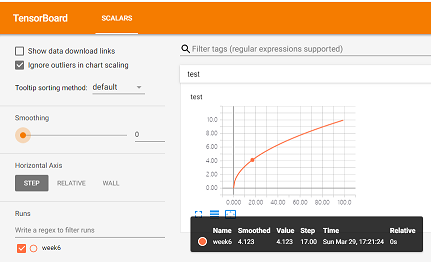 TensorBoard SCALARS
Show data download links
Ignore outliers in chart scaling
Tooltip sorting method: default
Smoothing
0
Horizontal Axis
STEP RELATIVE WALL
Runs
Write a regex to filter runs
week6
Filter tags (regular expressions supported)
test
test
10.0
8.00
6.00
4.00
2.00
0.00
0.000 20.00 40.00 60.00 80.00 100.0
Name Smoothed Value Step Time Relative
week6 4.123 4.123 17.00 Sun Mar 29, 17:21:24 0s